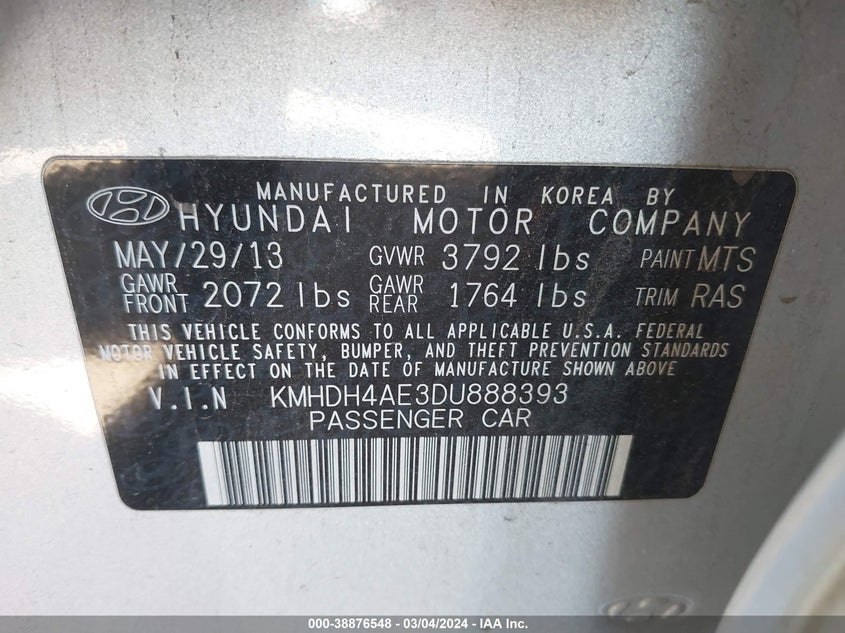 MANUFACTURED IN KOREA BY
HYUNDAI MOTOR COMPANY
MAY/29/13 GVWR 3792 lbs PAINT MTS
GAWR FRONT 2072 lbs GAWR REAR 1764 lbs TRIM RAS
THIS VEHICLE CONFORMS TO ALL APPLICABLE U.S.A. FEDERAL
MOTOR VEHICLE SAFETY, BUMPER, AND THEFT PREVENTION STANDARDS
IN EFFECT ON THE DATE OF MANUFACTURE SHOWN ABOVE
V.I.N KMHDH4AE3DU888393
PASSENGER CAR
000-38876548 - 03/04/2024 - IAA Inc.